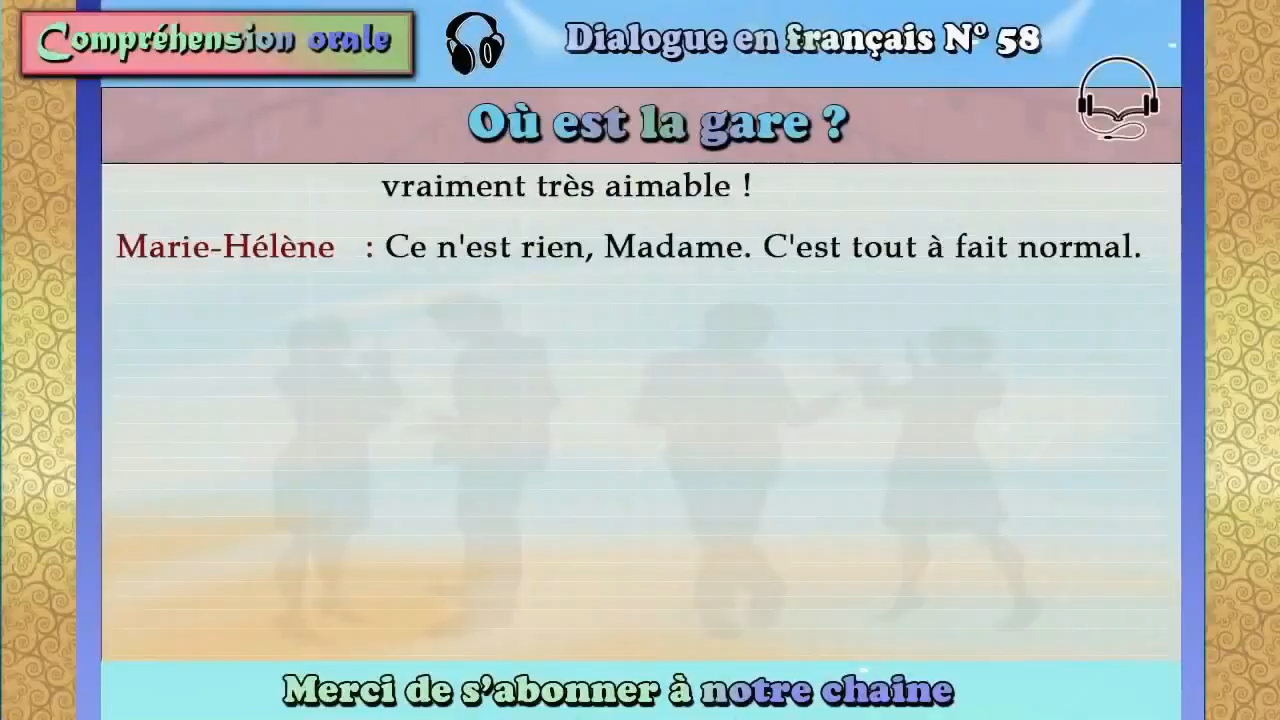 Compréhension orale
Dialogue en français N° 58
Où est la gare ?
vraiment très aimable !
Marie-Hélène : Ce n'est rien, Madame. C'est tout à fait normal.
Merci de s'abonner à notre chaine